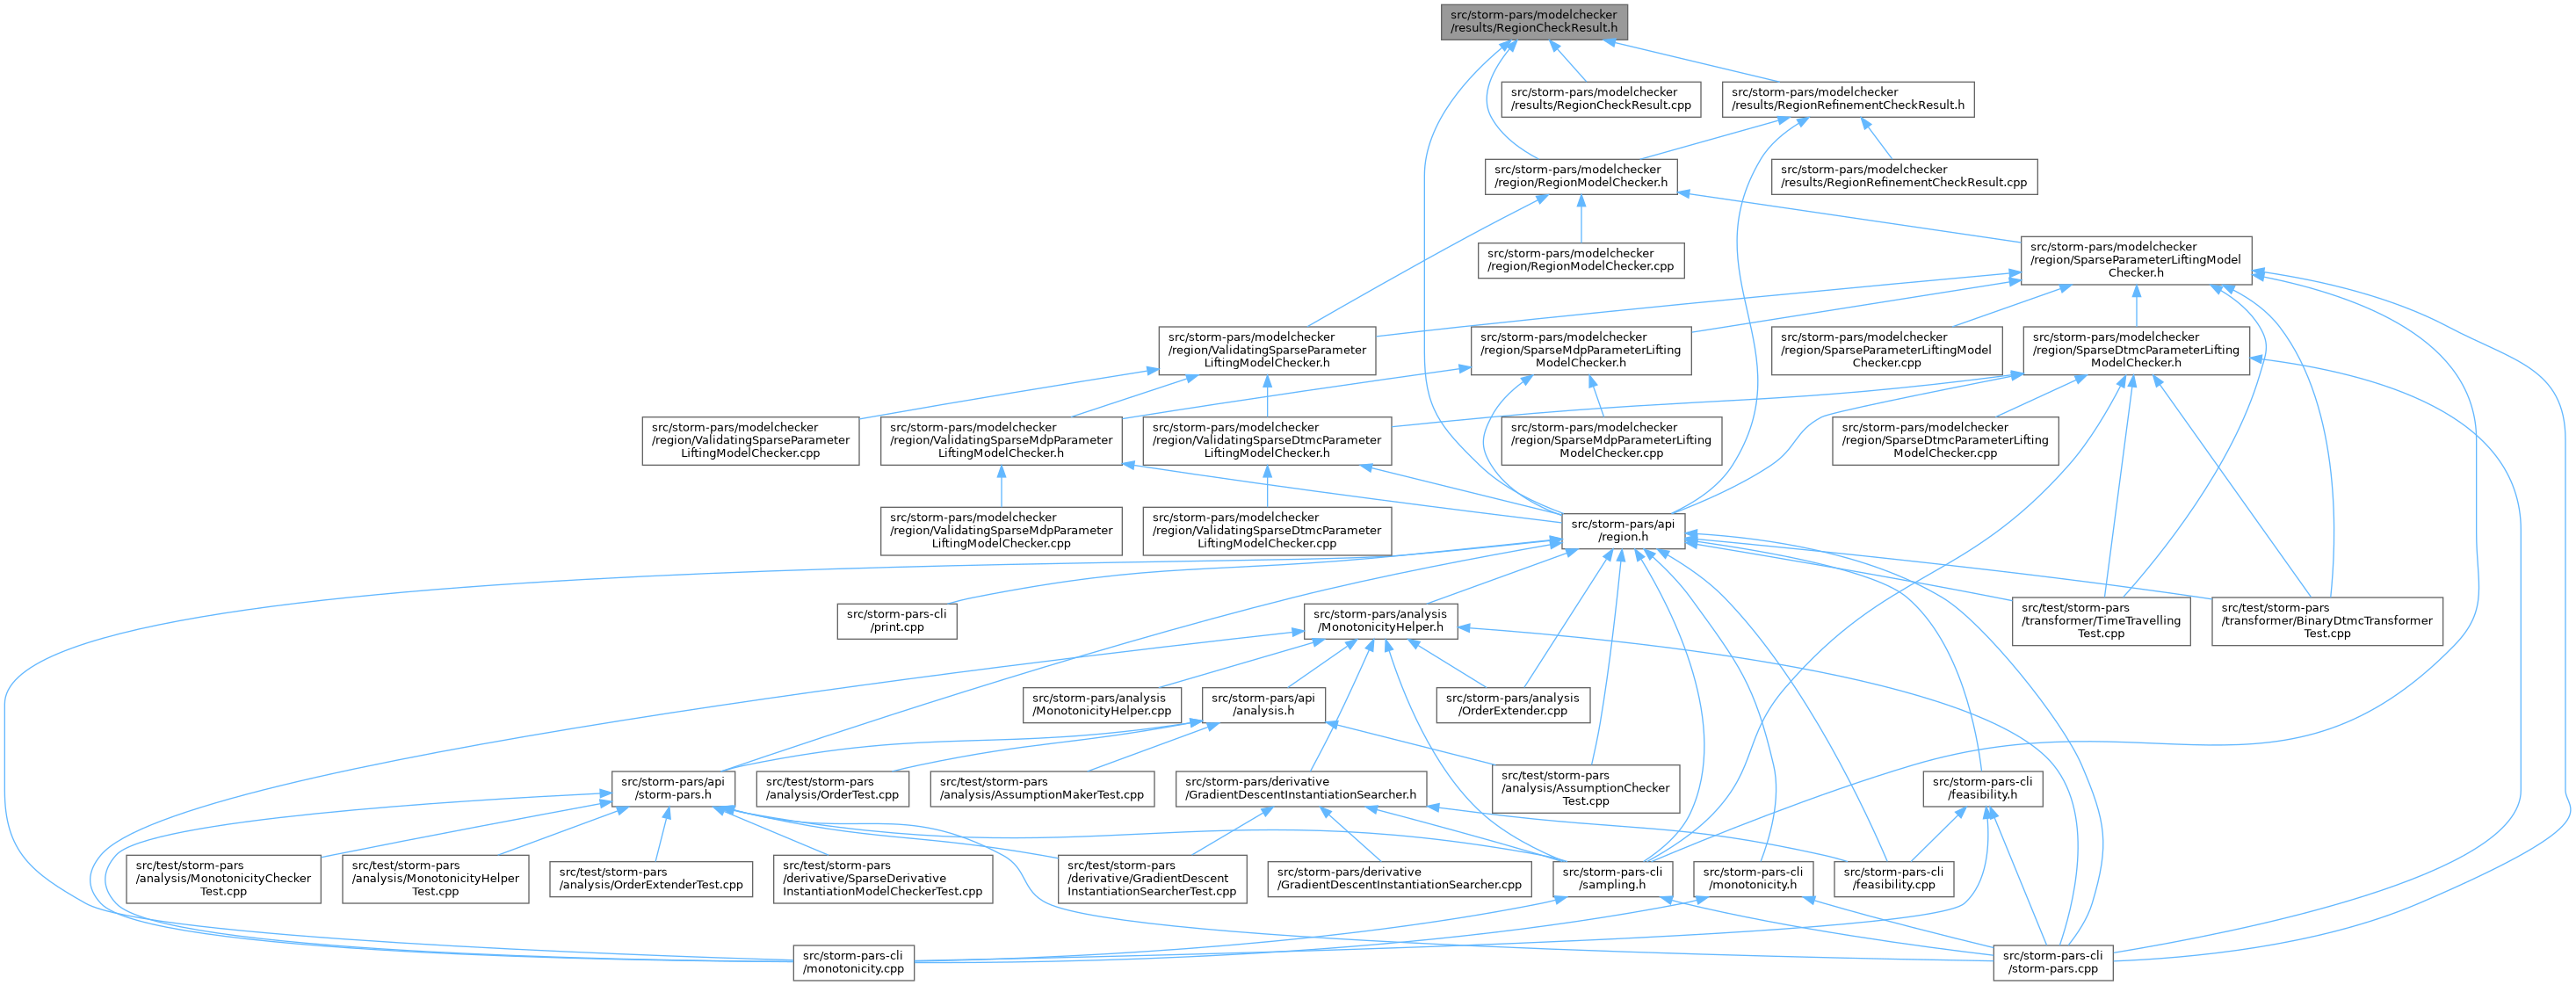 src/storm-pars/modelchecker
/results/RegionCheckResult.h
src/storm-pars/modelchecker
/results/RegionCheckResult.cpp
src/storm-pars/modelchecker
/results/RegionRefinementCheckResult.h
src/storm-pars/modelchecker
/region/RegionModelChecker.h
src/storm-pars/modelchecker
/results/RegionRefinementCheckResult.cpp
src/storm-pars/modelchecker
/region/RegionModelChecker.cpp
src/storm-pars/modelchecker
/region/SparseParameterLiftingModel
Checker.h
src/storm-pars/modelchecker
/region/ValidatingSparseParameter
LiftingModelChecker.h
src/storm-pars/modelchecker
/region/SparseMdpParameterLifting
ModelChecker.h
src/storm-pars/modelchecker
/region/SparseParameterLiftingModel
Checker.cpp
src/storm-pars/modelchecker
/region/SparseDtmcParameterLifting
ModelChecker.h
src/storm-pars/modelchecker
/region/ValidatingSparseParameter
LiftingModelChecker.cpp
src/storm-pars/modelchecker
/region/ValidatingSparseMdpParameter
LiftingModelChecker.h
src/storm-pars/modelchecker
/region/ValidatingSparseDtmcParameter
LiftingModelChecker.h
src/storm-pars/modelchecker
/region/SparseMdpParameterLifting
ModelChecker.cpp
src/storm-pars/modelchecker
/region/SparseDtmcParameterLifting
ModelChecker.cpp
src/storm-pars/modelchecker
/region/ValidatingSparseMdpParameter
LiftingModelChecker.cpp
src/storm-pars/modelchecker
/region/ValidatingSparseDtmcParameter
LiftingModelChecker.cpp
src/storm-pars/api
/region.h
src/storm-pars-cli
/print.cpp
src/storm-pars/analysis
/MonotonicityHelper.h
src/test/storm-pars
/transformer/TimeTravelling
Test.cpp
src/test/storm-pars
/transformer/BinaryDtmcTransformer
Test.cpp
src/storm-pars/analysis
/MonotonicityHelper.cpp
src/storm-pars/api
/analysis.h
src/storm-pars/analysis
/OrderExtender.cpp
src/storm-pars/api
/storm-pars.h
src/test/storm-pars
/analysis/OrderTest.cpp
src/test/storm-pars
/analysis/AssumptionMakerTest.cpp
src/storm-pars/derivative
/GradientDescentInstantiationSearcher.h
src/test/storm-pars
/analysis/AssumptionChecker
Test.cpp
src/storm-pars-cli
/feasibility.h
src/test/storm-pars
/analysis/MonotonicityChecker
Test.cpp
src/test/storm-pars
/analysis/MonotonicityHelper
Test.cpp
src/test/storm-pars
/analysis/OrderExtenderTest.cpp
src/test/storm-pars
/derivative/SparseDerivative
InstantiationModelCheckerTest.cpp
src/test/storm-pars
/derivative/GradientDescent
InstantiationSearcherTest.cpp
src/storm-pars/derivative
/GradientDescentInstantiationSearcher.cpp
src/storm-pars-cli
/sampling.h
src/storm-pars-cli
/monotonicity.h
src/storm-pars-cli
/feasibility.cpp
src/storm-pars-cli
/monotonicity.cpp
src/storm-pars-cli
/storm-pars.cpp